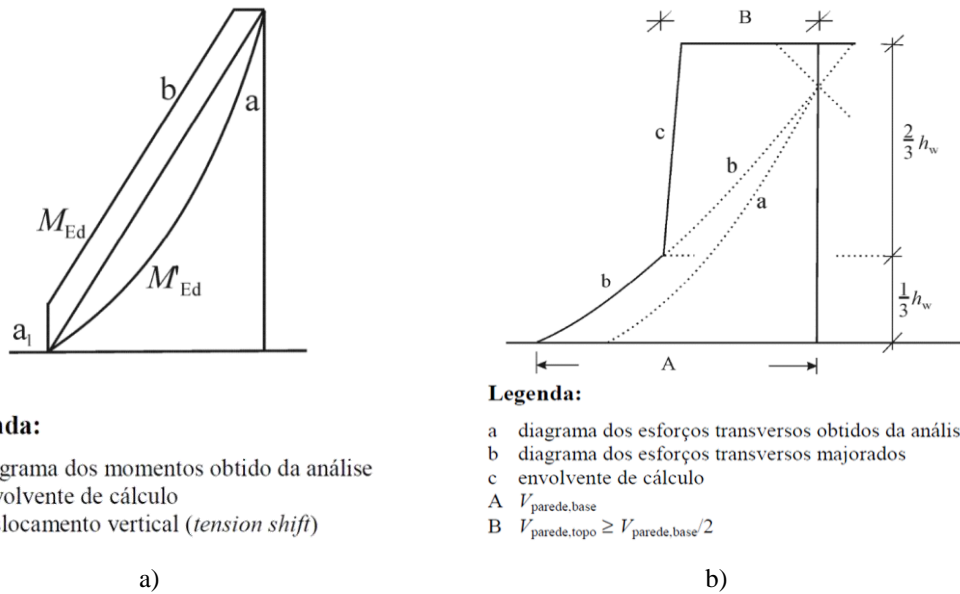 b
a
M_Ed
M'_Ed
a_l
B
c
b
a
b
2/3 h_w
1/3 h_w
A
nda:
grama dos momentos obtido da análise
volvente de cálculo
slocamento vertical (tension shift)
a)
Legenda:
a diagrama dos esforços transversos obtidos da anális
b diagrama dos esforços transversos majorados
c envolvente de cálculo
A V_parede,base
B V_parede,topo ≥ V_parede,base/2
b)